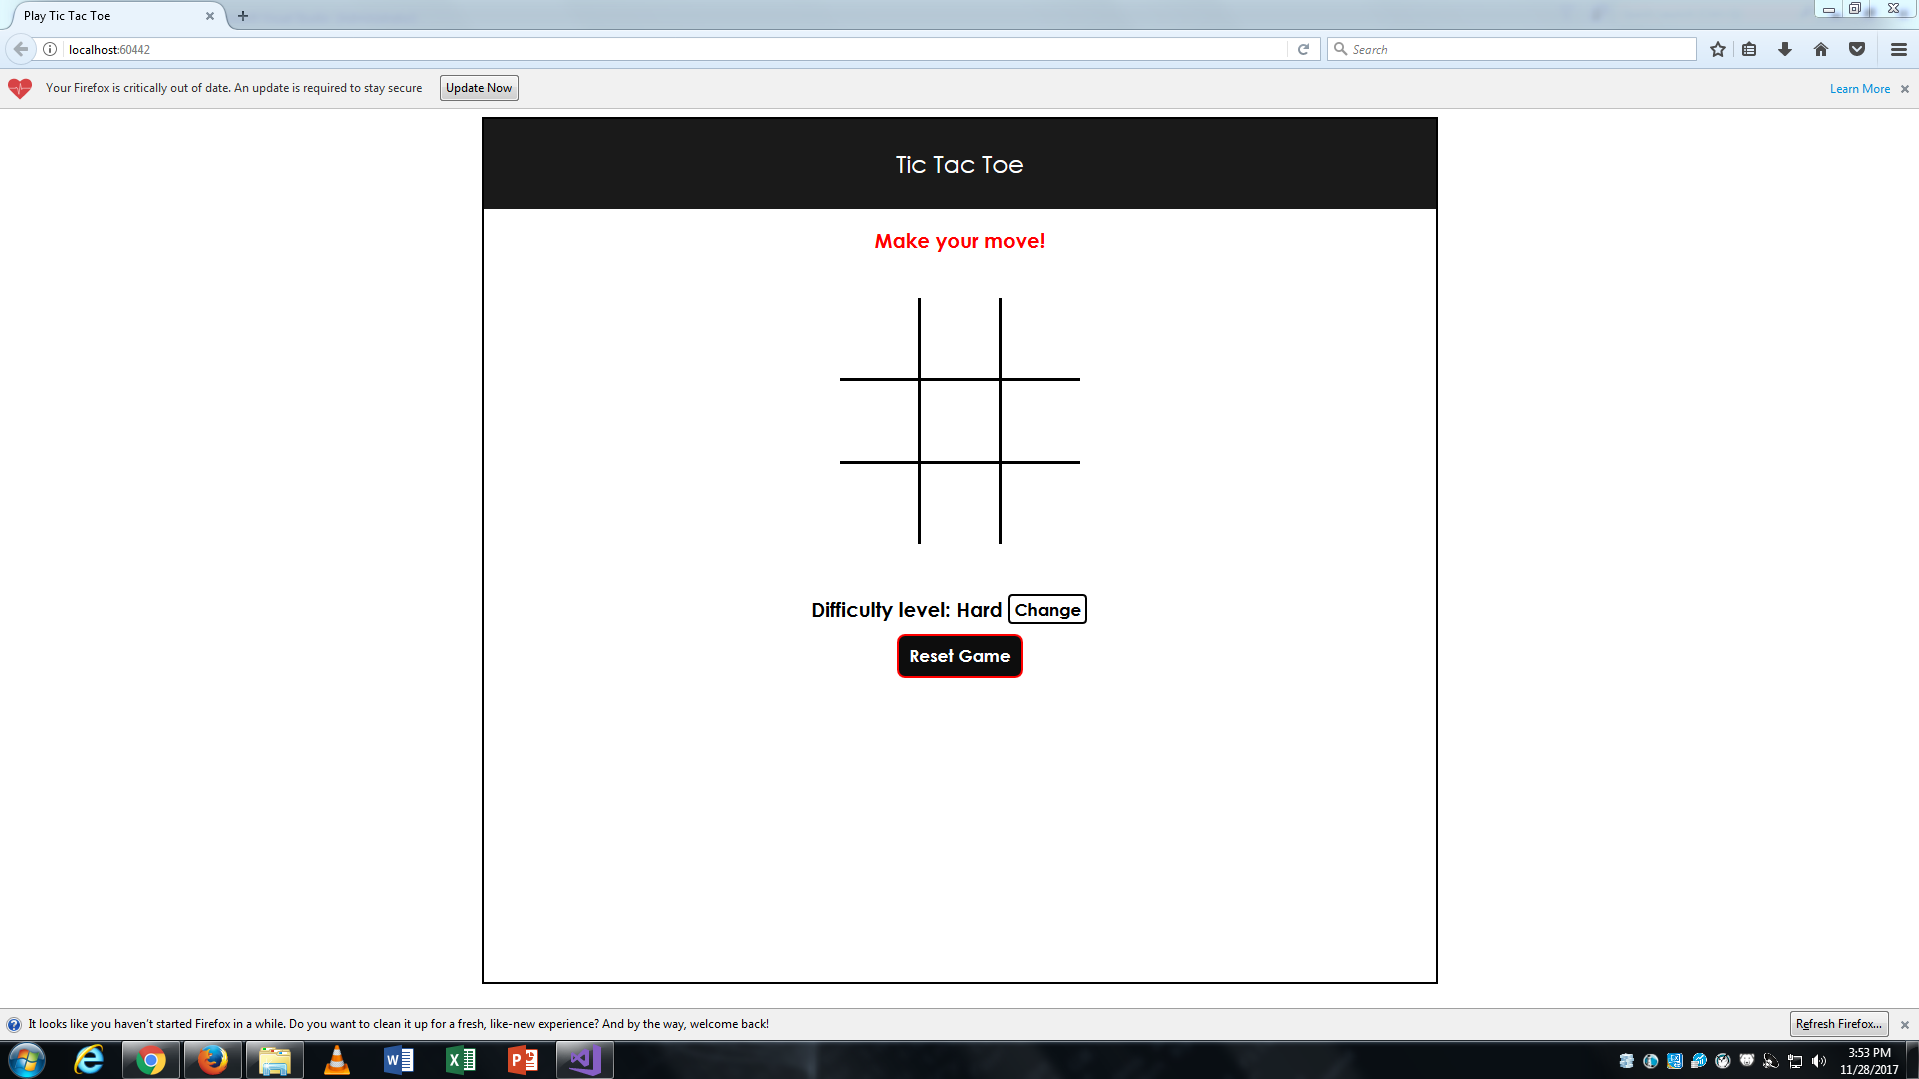 Play Tic Tac Toe
localhost:60442
Search
Your Firefox is critically out of date. An update is required to stay secure
Update Now
Learn More
Tic Tac Toe
Make your move!
Difficulty level: Hard Change
Reset Game
It looks like you haven't started Firefox in a while. Do you want to clean it up for a fresh, like-new experience? And by the way, welcome back!
Refresh Firefox...
3:53 PM
11/28/2017